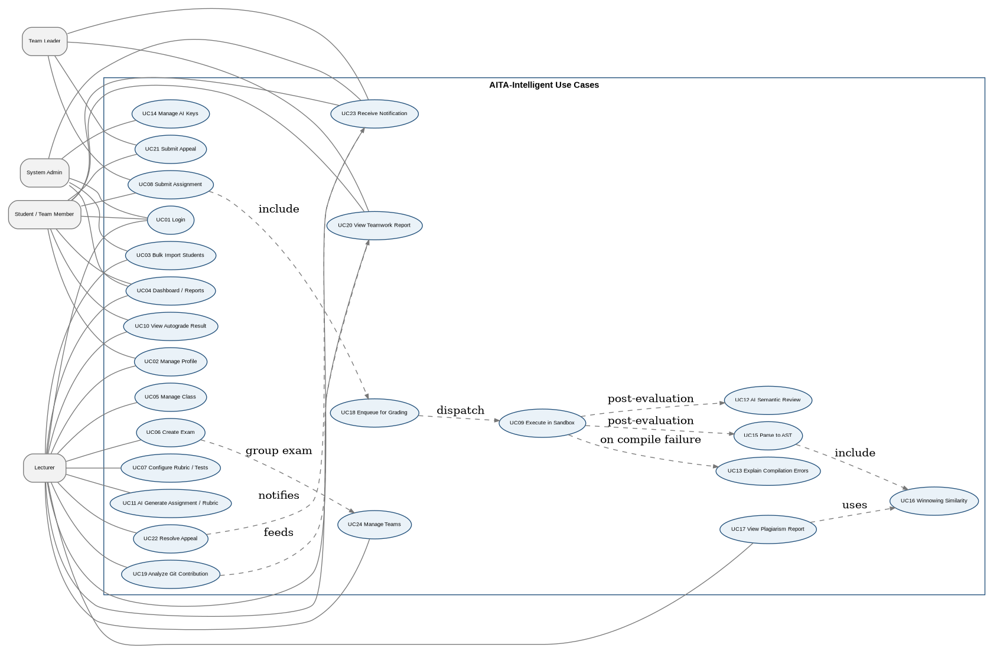 Team Leader
System Admin
Student / Team Member
Lecturer
AITA-Intelligent Use Cases
UC14 Manage AI Keys
UC21 Submit Appeal
UC08 Submit Assignment
UC01 Login
UC03 Bulk Import Students
UC04 Dashboard / Reports
UC10 View Autograde Result
UC02 Manage Profile
UC05 Manage Class
UC06 Create Exam
UC07 Configure Rubric / Tests
UC11 AI Generate Assignment / Rubric
UC22 Resolve Appeal
UC19 Analyze Git Contribution
include
group exam
notifies
feeds
UC23 Receive Notification
UC20 View Teamwork Report
UC18 Enqueue for Grading
UC24 Manage Teams
dispatch
UC09 Execute in Sandbox
post-evaluation
post-evaluation
on compile failure
UC12 AI Semantic Review
UC15 Parse to AST
UC13 Explain Compilation Errors
UC17 View Plagiarism Report
include
uses
UC16 Winnowing Similarity